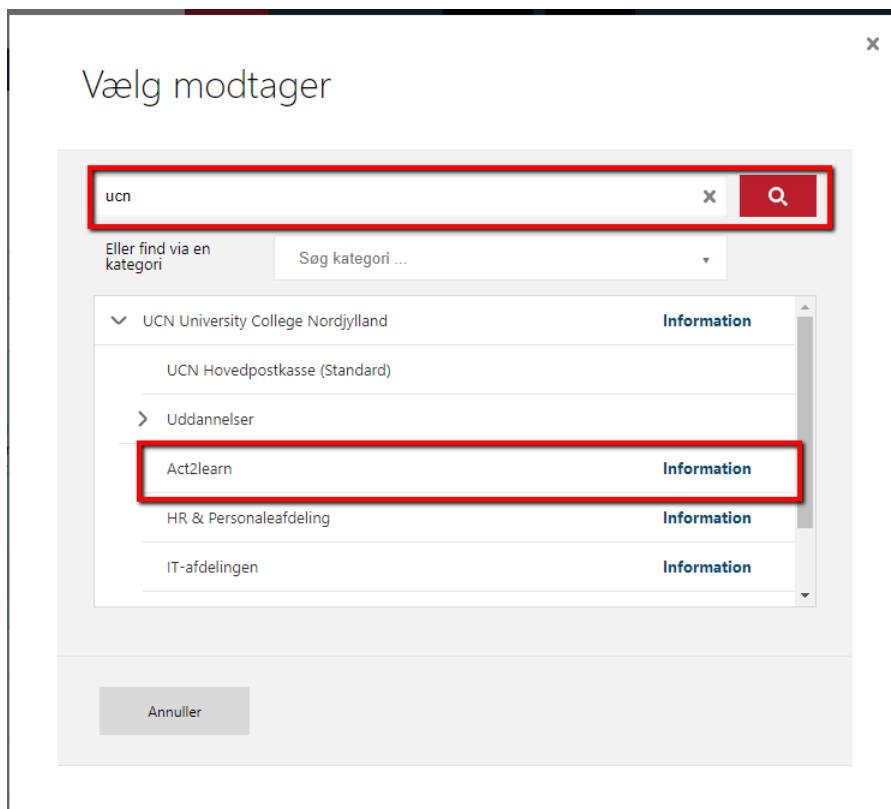 Vælg modtager
ucn
Eller find via en
kategori
Søg kategori ...
UCN University College Nordjylland Information
UCN Hovedpostkasse (Standard)
Uddannelser
Act2learn Information
HR & Personaleafdeling Information
IT-afdelingen Information
Annuller